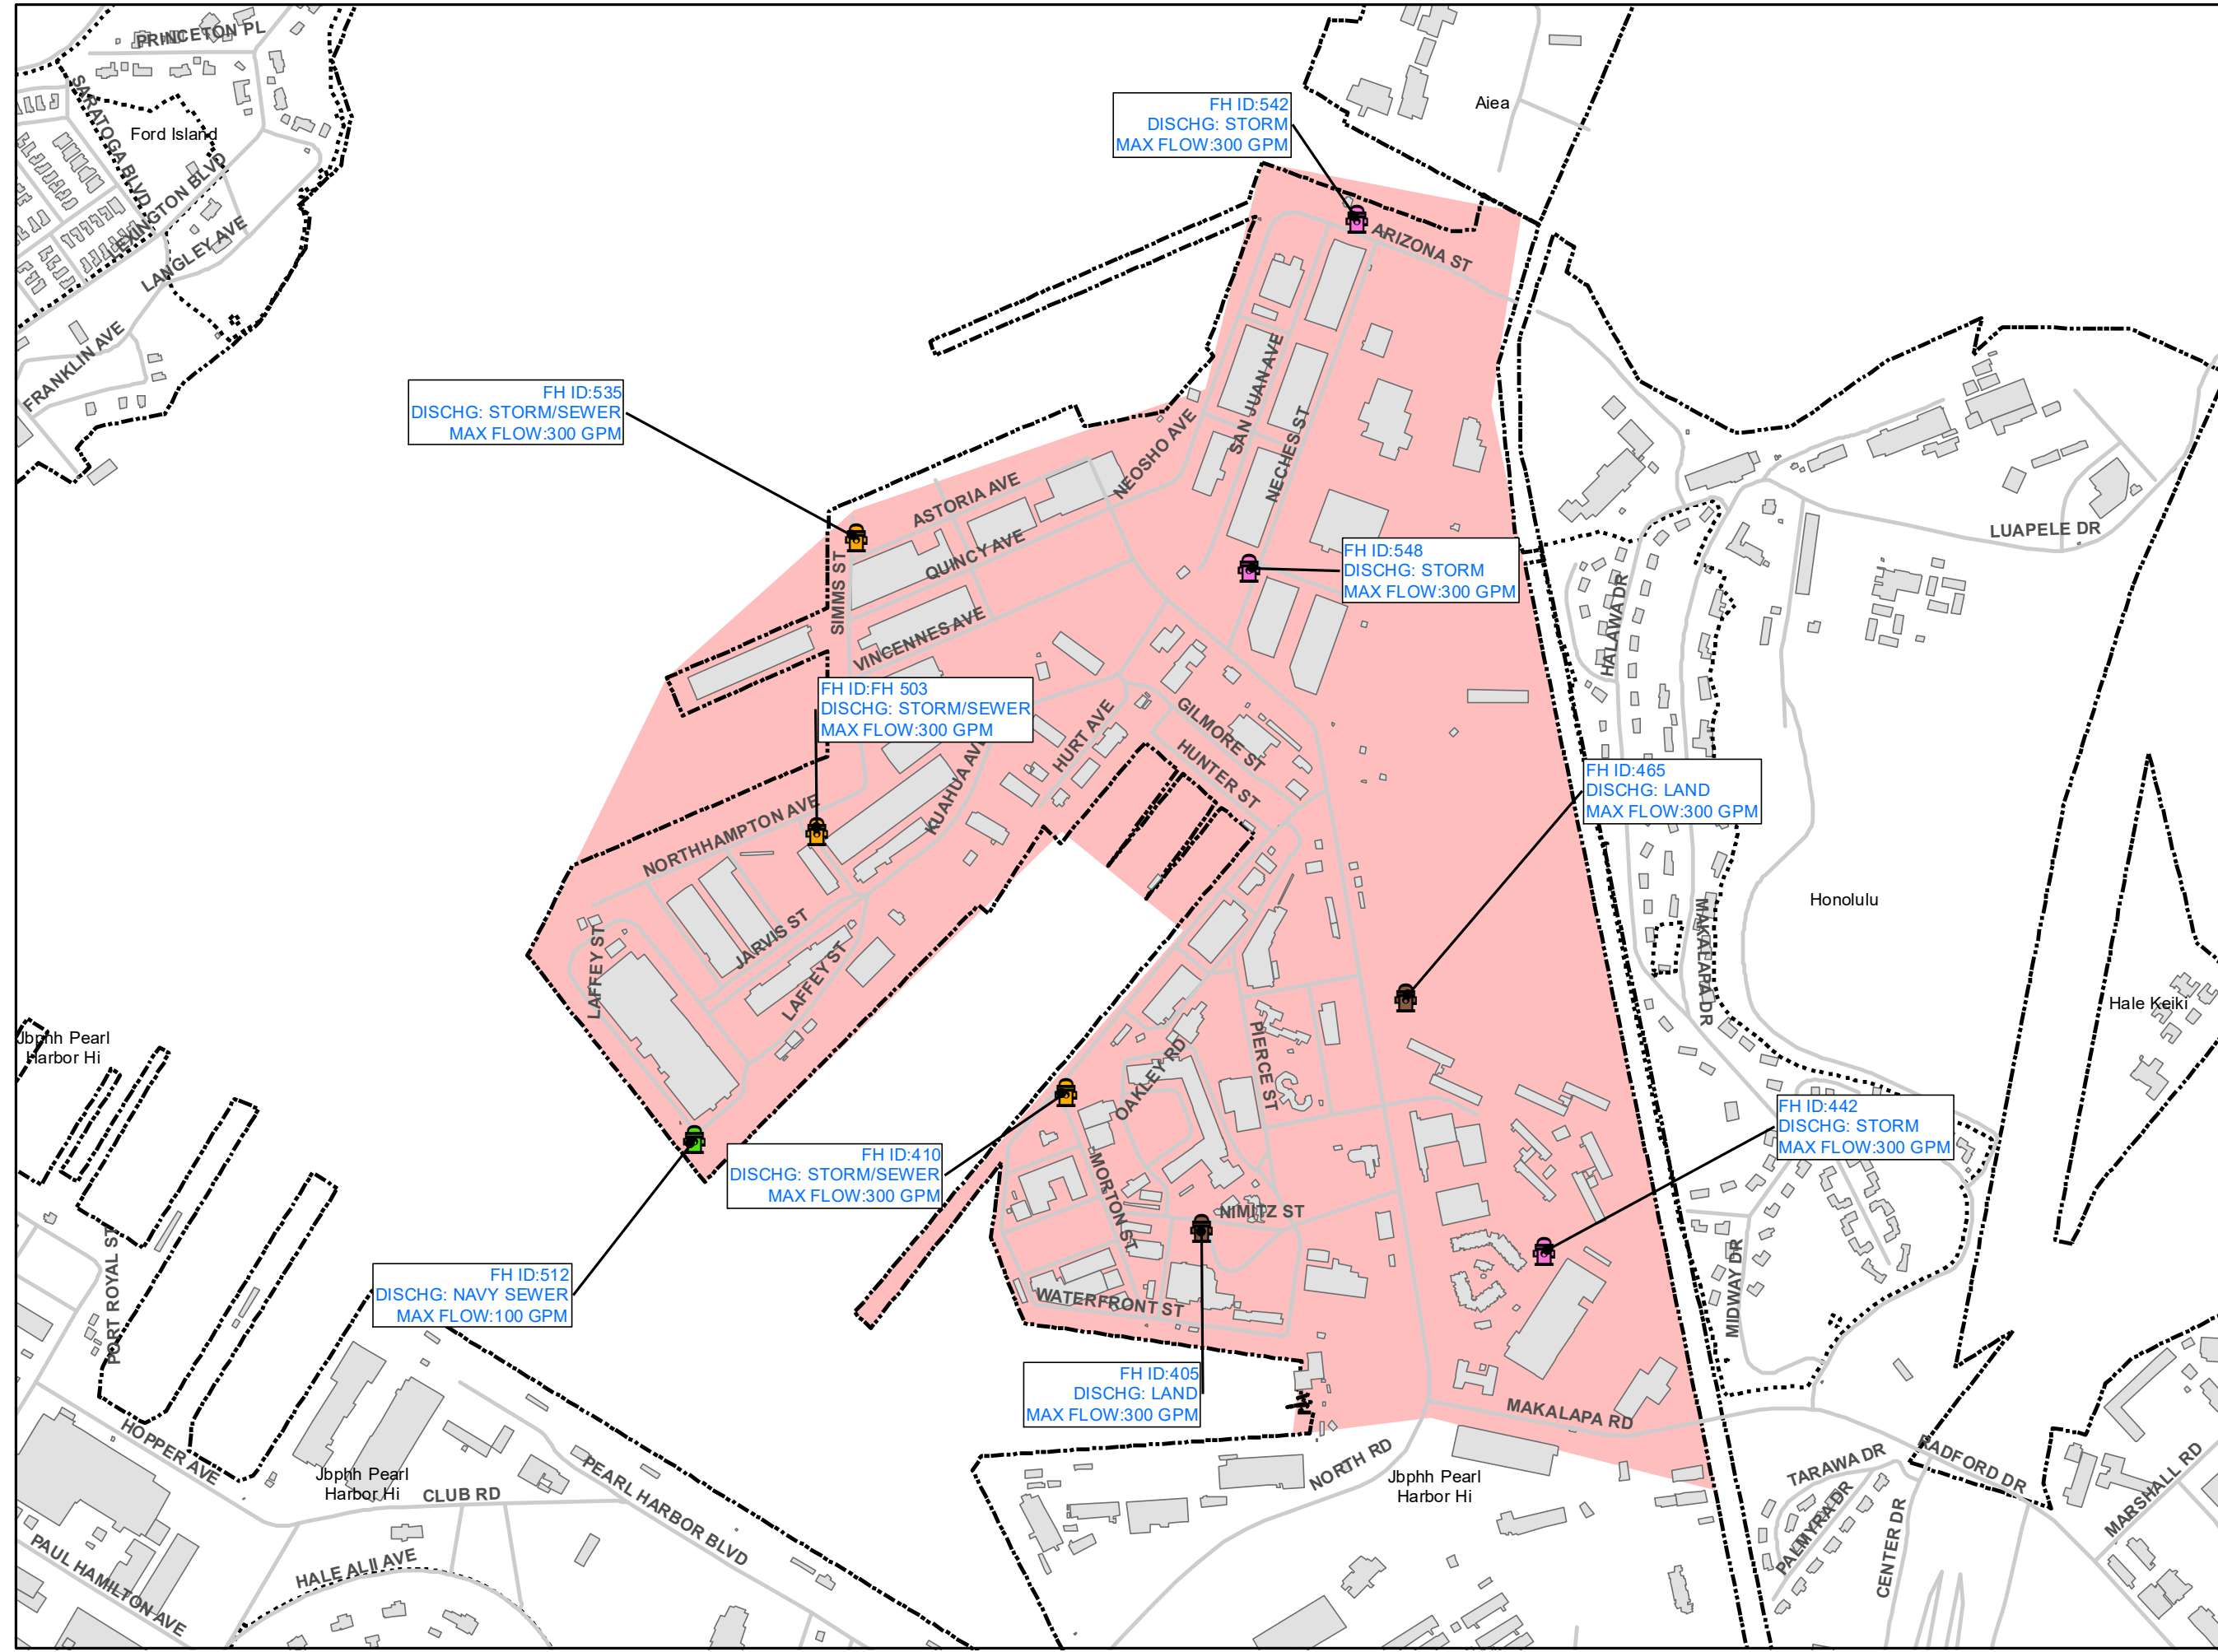 PRINCETON PL
SARATOGA BLVD
Ford Island
LEXINGTON BLVD
LANGLEY AVE
FRANKLIN AVE
Aiea
FH ID:542
DISCHG: STORM
MAX FLOW:300 GPM
ARIZONA ST
FH ID:535
DISCHG: STORM/SEWER
MAX FLOW:300 GPM
SAN JUAN AVE
NEOSHO AVE
NECHES ST
ASTORIA AVE
QUINCY AVE
SIMMS ST
VINCENNES AVE
FH ID:548
DISCHG: STORM
MAX FLOW:300 GPM
LUAPELE DR
HALAWA DR
FH ID:FH 503
DISCHG: STORM/SEWER
MAX FLOW:300 GPM
GILMORE ST
HURT AVE
HUNTER ST
KUAHUA AVE
NORTHHAMPTON AVE
FH ID:465
DISCHG: LAND
MAX FLOW:300 GPM
Honolulu
MAKALAPA DR
JARVIS ST
LAFFEY ST
LAFFEY ST
Hale Keiki
Jbphh Pearl
Harbor Hi
PIERCE ST
OAKLEY RD
FH ID:442
DISCHG: STORM
MAX FLOW:300 GPM
FH ID:410
DISCHG: STORM/SEWER
MAX FLOW:300 GPM
MORTON ST
NIMITZ ST
MIDWAY DR
PORT ROYAL ST
FH ID:512
DISCHG: NAVY SEWER
MAX FLOW:100 GPM
WATERFRONT ST
FH ID:405
DISCHG: LAND
MAX FLOW:300 GPM
MAKALAPA RD
HOPPER AVE
Jbphh Pearl
Harbor Hi
CLUB RD
PEARL HARBOR BLVD
NORTH RD
Jbphh Pearl
Harbor Hi
TARAWA DR
RADFORD DR
PALMYRA DR
CENTER DR
MARSHALL RD
HALE ALII AVE
PAUL HAMILTON AVE